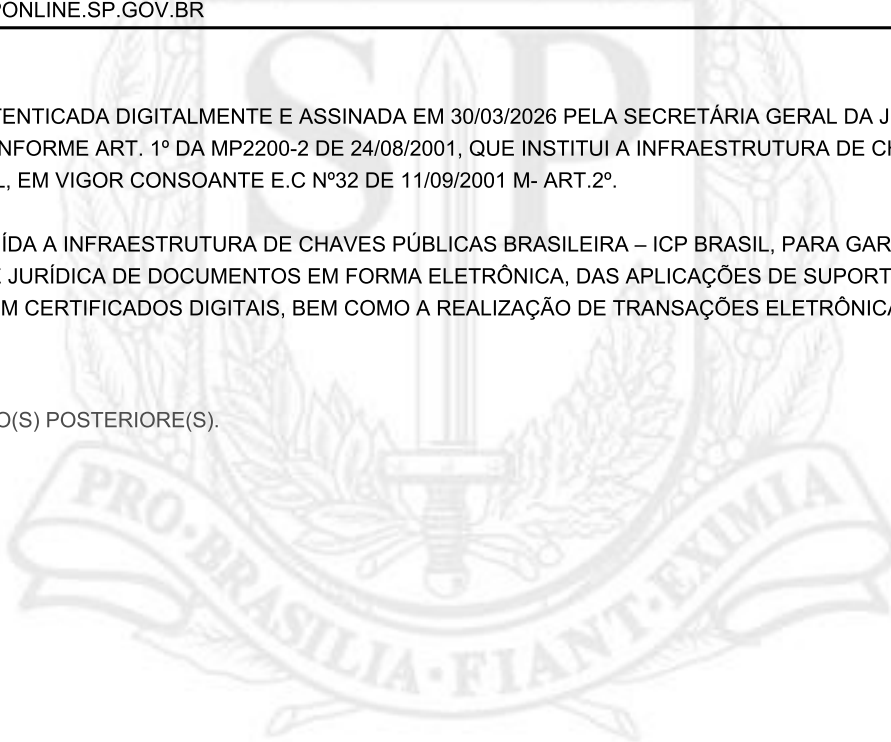 PONLINE.SP.GOV.BR
SP
TENTICADA DIGITALMENTE E ASSINADA EM 30/03/2026 PELA SECRETÁRIA GERAL DA J
NFORME ART. 1º DA MP2200-2 DE 24/08/2001, QUE INSTITUI A INFRAESTRUTURA DE CH
L, EM VIGOR CONSOANTE E.C Nº32 DE 11/09/2001 M- ART.2º.
ÍDA A INFRAESTRUTURA DE CHAVES PÚBLICAS BRASILEIRA – ICP BRASIL, PARA GAR
E JURÍDICA DE DOCUMENTOS EM FORMA ELETRÔNICA, DAS APLICAÇÕES DE SUPORT
M CERTIFICADOS DIGITAIS, BEM COMO A REALIZAÇÃO DE TRANSAÇÕES ELETRÔNICA
O(S) POSTERIORE(S).
PRO·BRASILIA·FIANT·EXIMIA